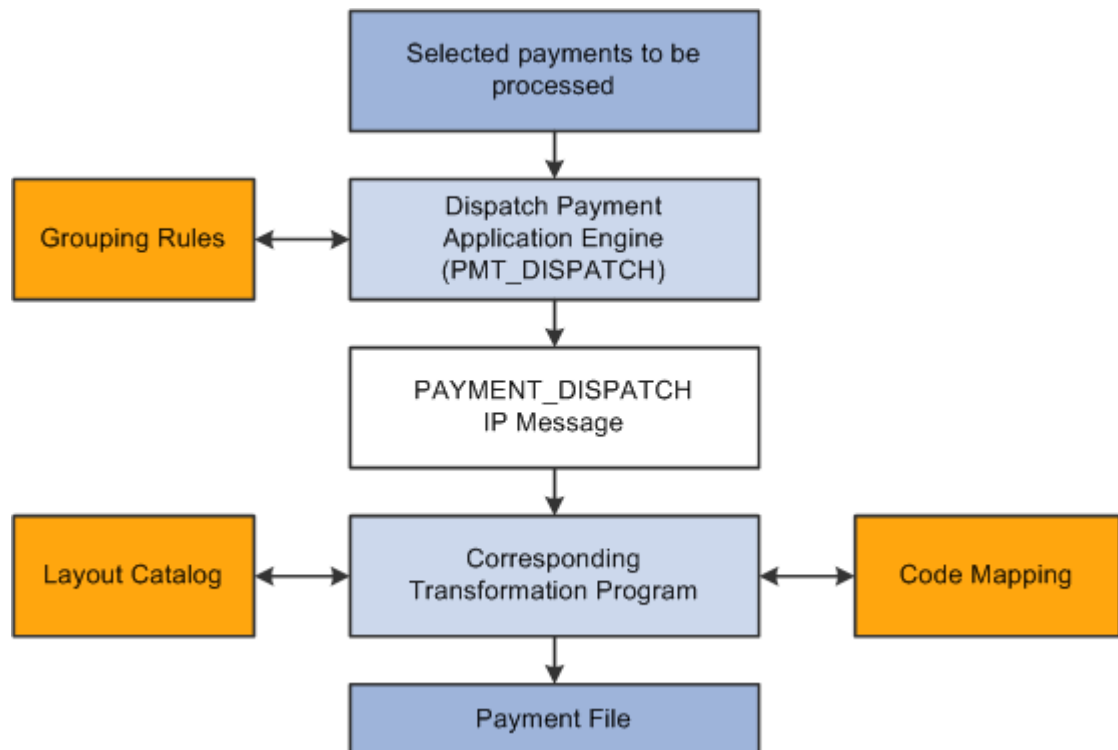 Selected payments to be
processed
Grouping Rules
Dispatch Payment
Application Engine
(PMT_DISPATCH)
PAYMENT_DISPATCH
IP Message
Layout Catalog
Corresponding
Transformation Program
Code Mapping
Payment File